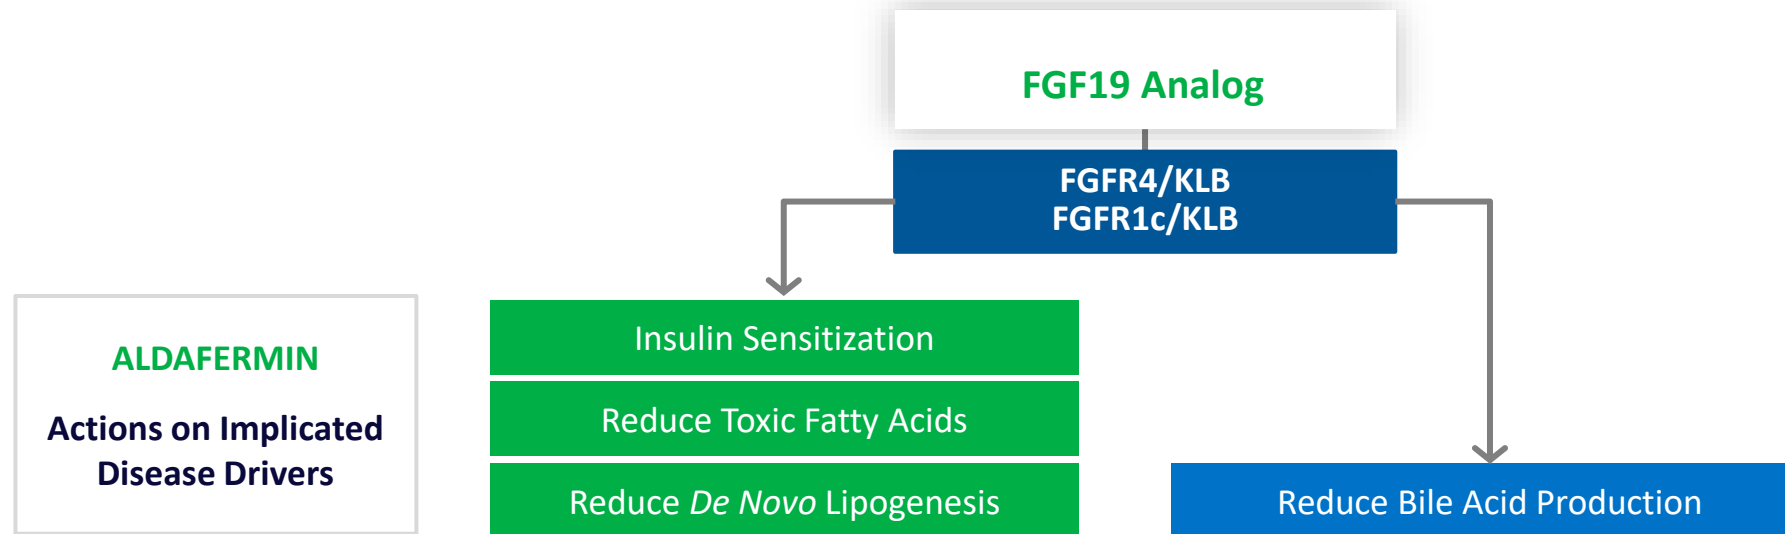 FGF19 Analog
FGFR4/KLB
FGFR1c/KLB
ALDAFERMIN
Actions on Implicated
Disease Drivers
Insulin Sensitization
Reduce Toxic Fatty Acids
Reduce De Novo Lipogenesis
Reduce Bile Acid Production